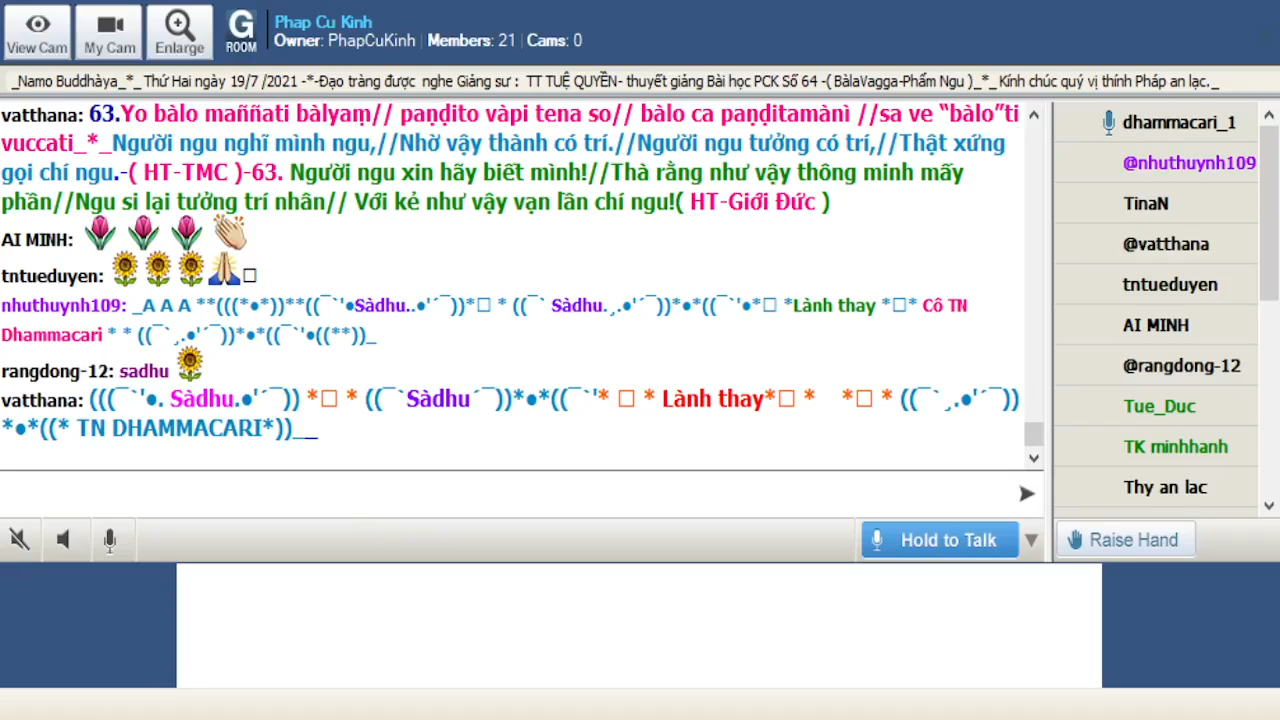 View Cam
My Cam
Enlarge
G
ROOM
Phap Cu Kinh
Owner: PhapCuKinh | Members: 21 | Cams: 0
_Namo Buddhàya_*_ Thứ Hai ngày 19/7 /2021 -*-Đạo tràng được nghe Giảng sư : TT TUỆ QUYỀN- thuyết giảng Bài học PCK Số 64 -( BàlaVagga-Phẩm Ngu )_*_Kính chúc quý vị thính Pháp an lạc._
vatthana: 63.Yo bàlo maññati bàlyaṃ// paṇḍito vàpi tena so// bàlo ca paṇḍitamànì //sa ve “bàlo”ti
vuccati_*_Người ngu nghĩ mình ngu,//Nhờ vậy thành có trí.//Người ngu tưởng có trí,//Thật xứng
gọi chí ngu.-( HT-TMC )-63. Người ngu xin hãy biết mình!//Thà rằng như vậy thông minh mấy
phần//Ngu si lại tưởng trí nhân// Với kẻ như vậy vạn lần chí ngu!( HT-Giới Đức )
AI MINH:
tntueduyen:
nhuthuynh109: _A A A **(((*●*))**((¯`'●Sàdhu..●'´¯))*□ * ((¯` Sàdhu.¸.●'´¯))*●*((¯`'●*□ *Lành thay *□* Cô TN
Dhammacari * * ((¯`¸.●'´¯))*●*((¯`'●((**))_
rangdong-12: sadhu
vatthana: (((¯`'●. Sàdhu.●'´¯)) *□ * ((¯`Sàdhu´¯))*●*((¯`'* □ * Lành thay*□ * *□ * ((¯`¸.●'´¯))
*●*((* TN DHAMMACARI*))__
dhammacari_1
@nhuthuynh109
TinaN
@vatthana
tntueduyen
AI MINH
@rangdong-12
Tue_Duc
TK minhhanh
Thy an lac
Hold to Talk
Raise Hand